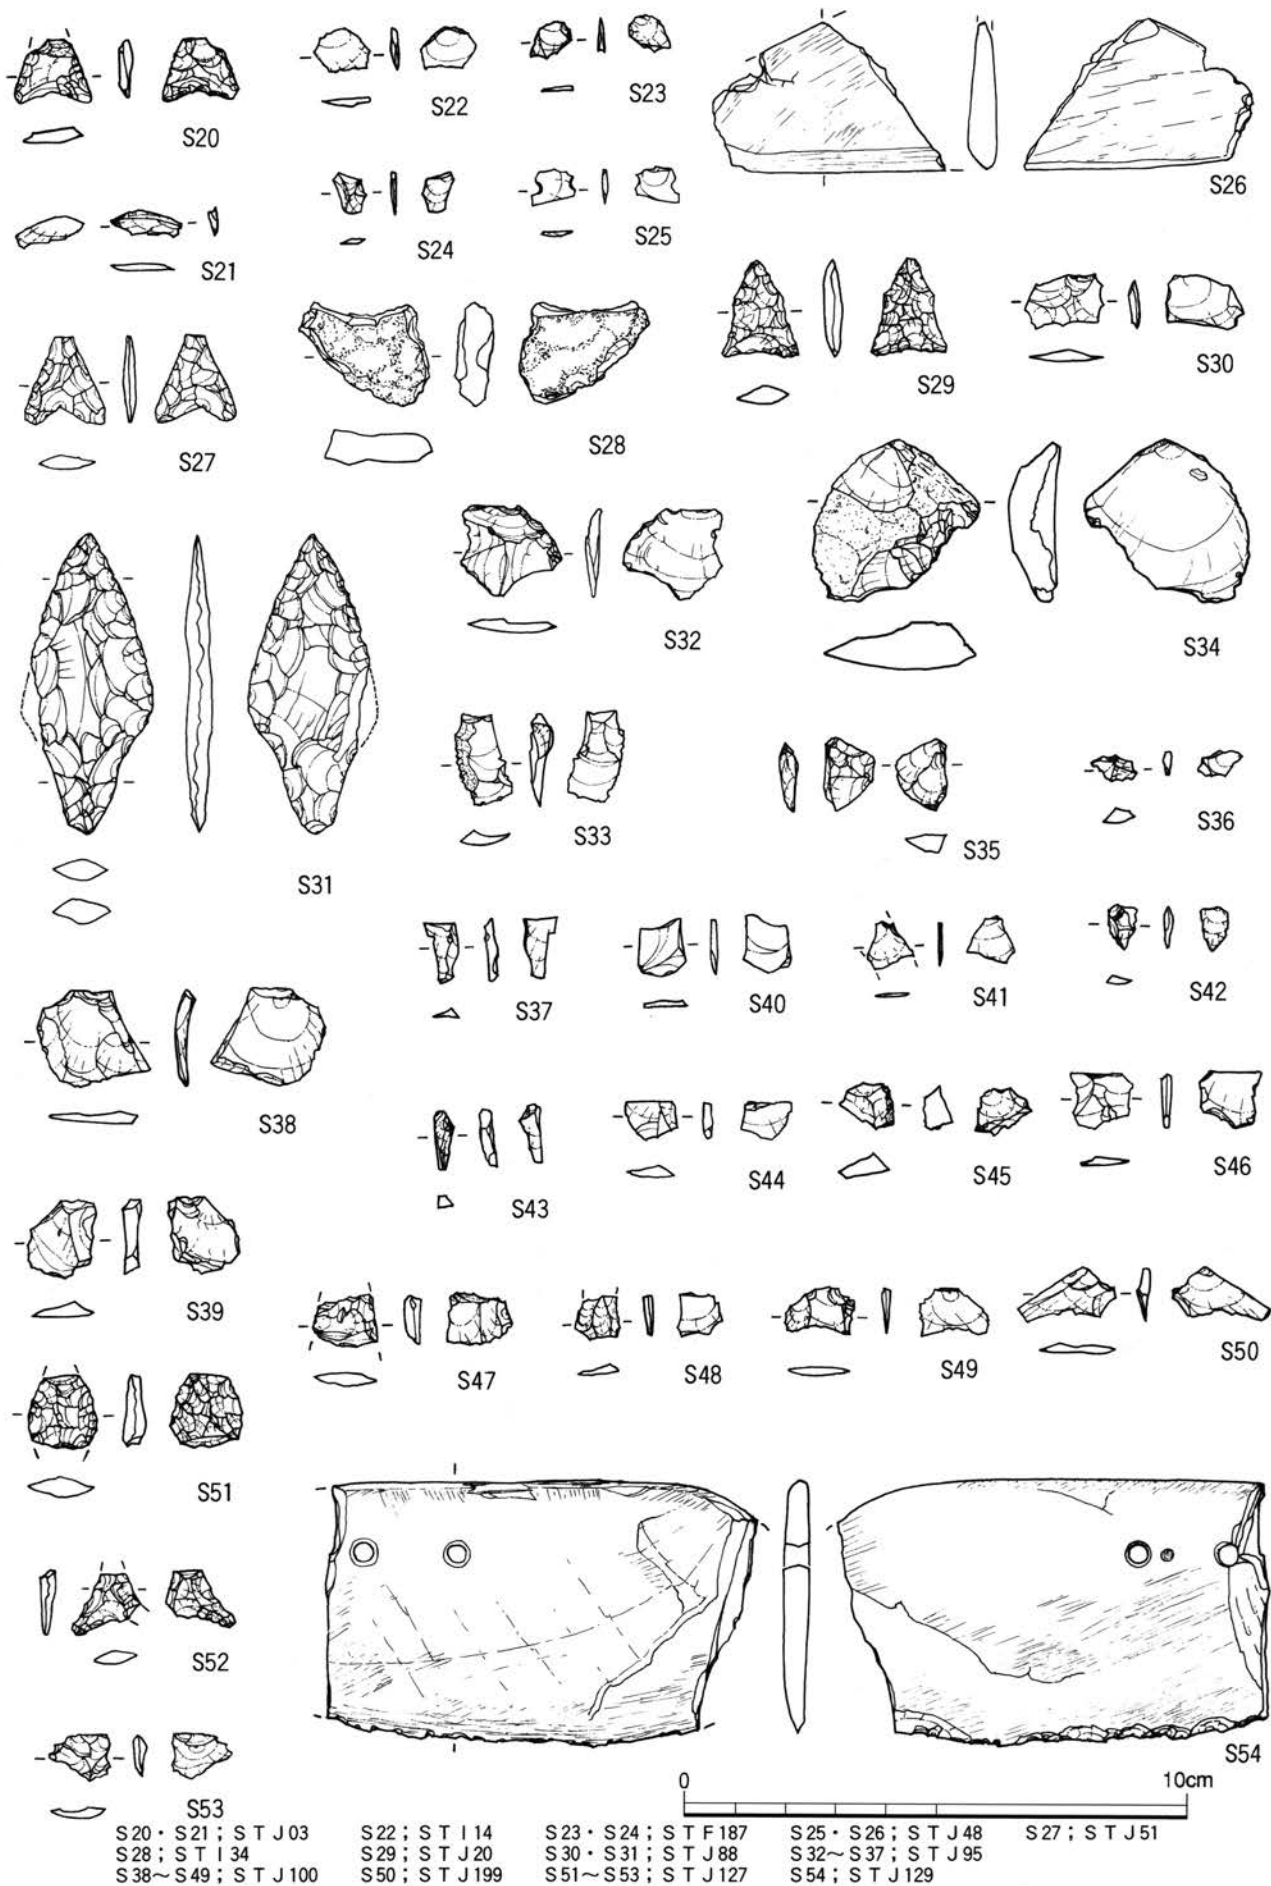 S20
S22
S23
S26
S21
S24
S25
S27
S28
S29
S30
S31
S32
S34
S33
S35
S36
S38
S37
S40
S41
S42
S39
S43
S44
S45
S46
S51
S47
S48
S49
S50
S52
S54
S53
0 10cm
S20・S21；STJ03 S22；STI14 S23・S24；STF187 S25・S26；STJ48 S27；STJ51
S28；STI34 S29；STJ20 S30・S31；STJ88 S32～S37；STJ95
S38～S49；STJ100 S50；STJ199 S51～S53；STJ127 S54；STJ129